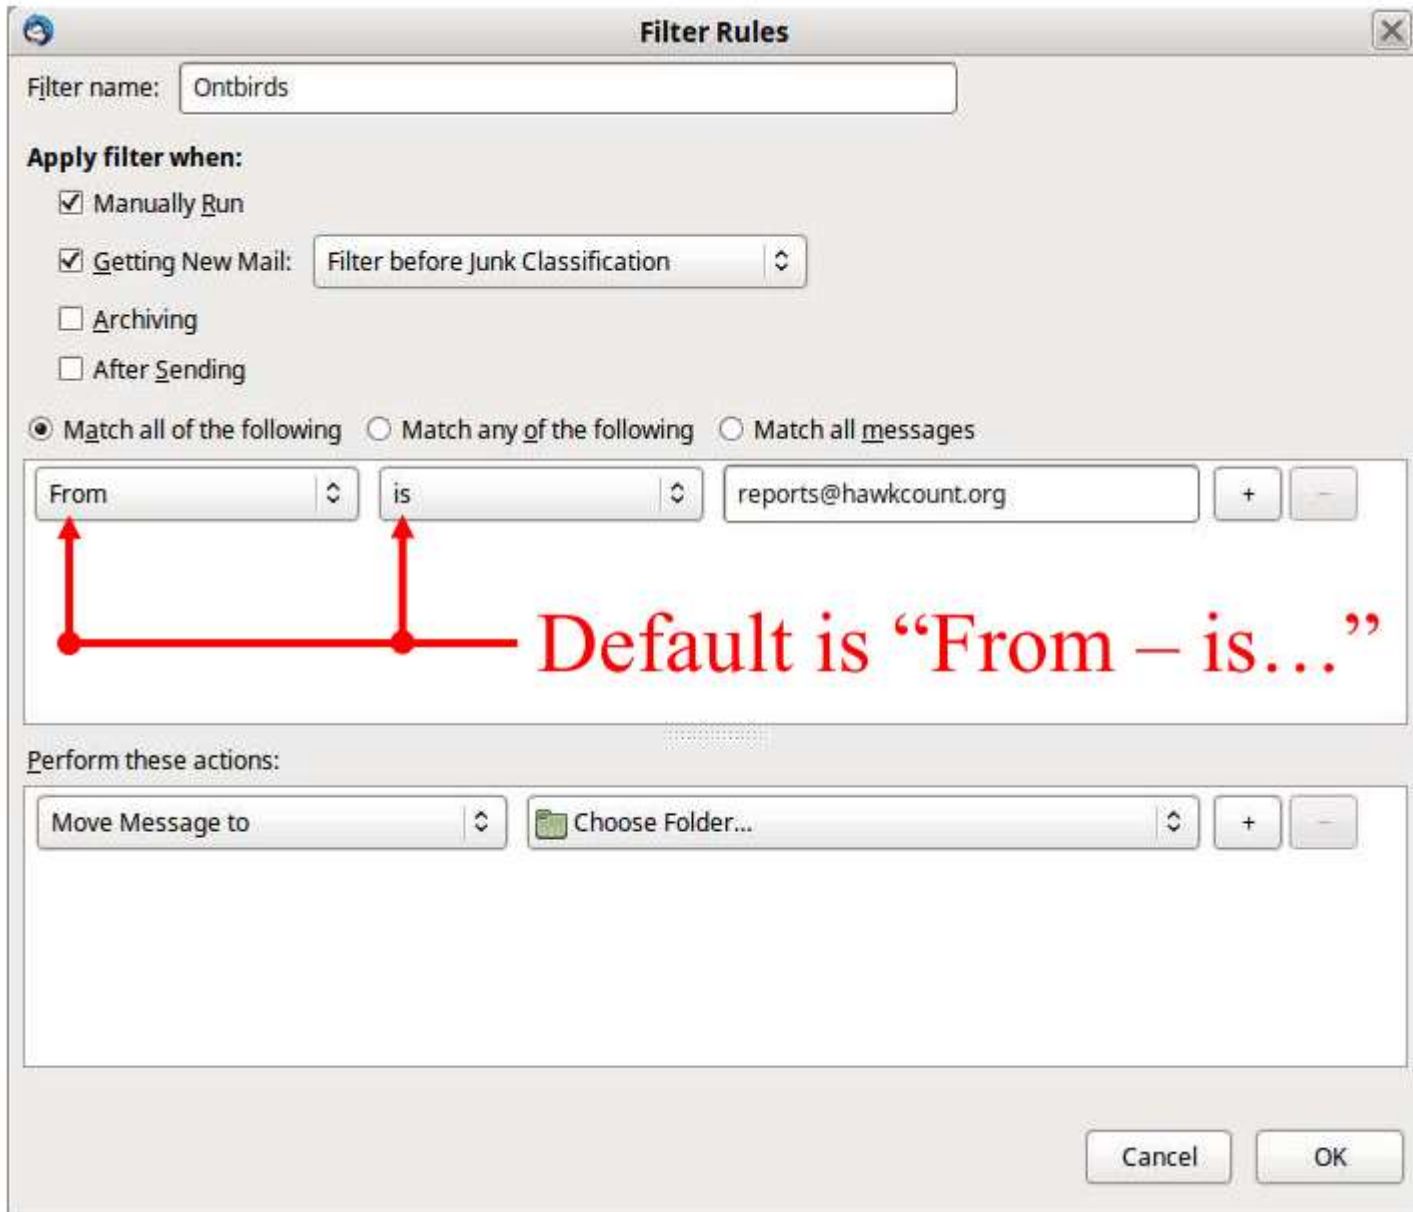 Filter Rules
Filter name: Ontbirds
Apply filter when:
Manually Run
Getting New Mail: Filter before Junk Classification
Archiving
After Sending
Match all of the following Match any of the following Match all messages
From is reports@hawkcount.org + −
Default is “From – is…”
Perform these actions:
Move Message to Choose Folder... + −
Cancel OK